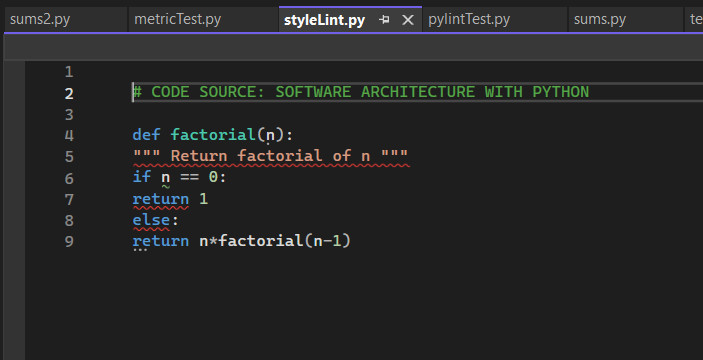 sums2.py metricTest.py styleLint.py pylintTest.py sums.py te
1
2 # CODE SOURCE: SOFTWARE ARCHITECTURE WITH PYTHON
3
4 def factorial(n):
5 """ Return factorial of n """
6 if n == 0:
7 return 1
8 else:
9 return n*factorial(n-1)